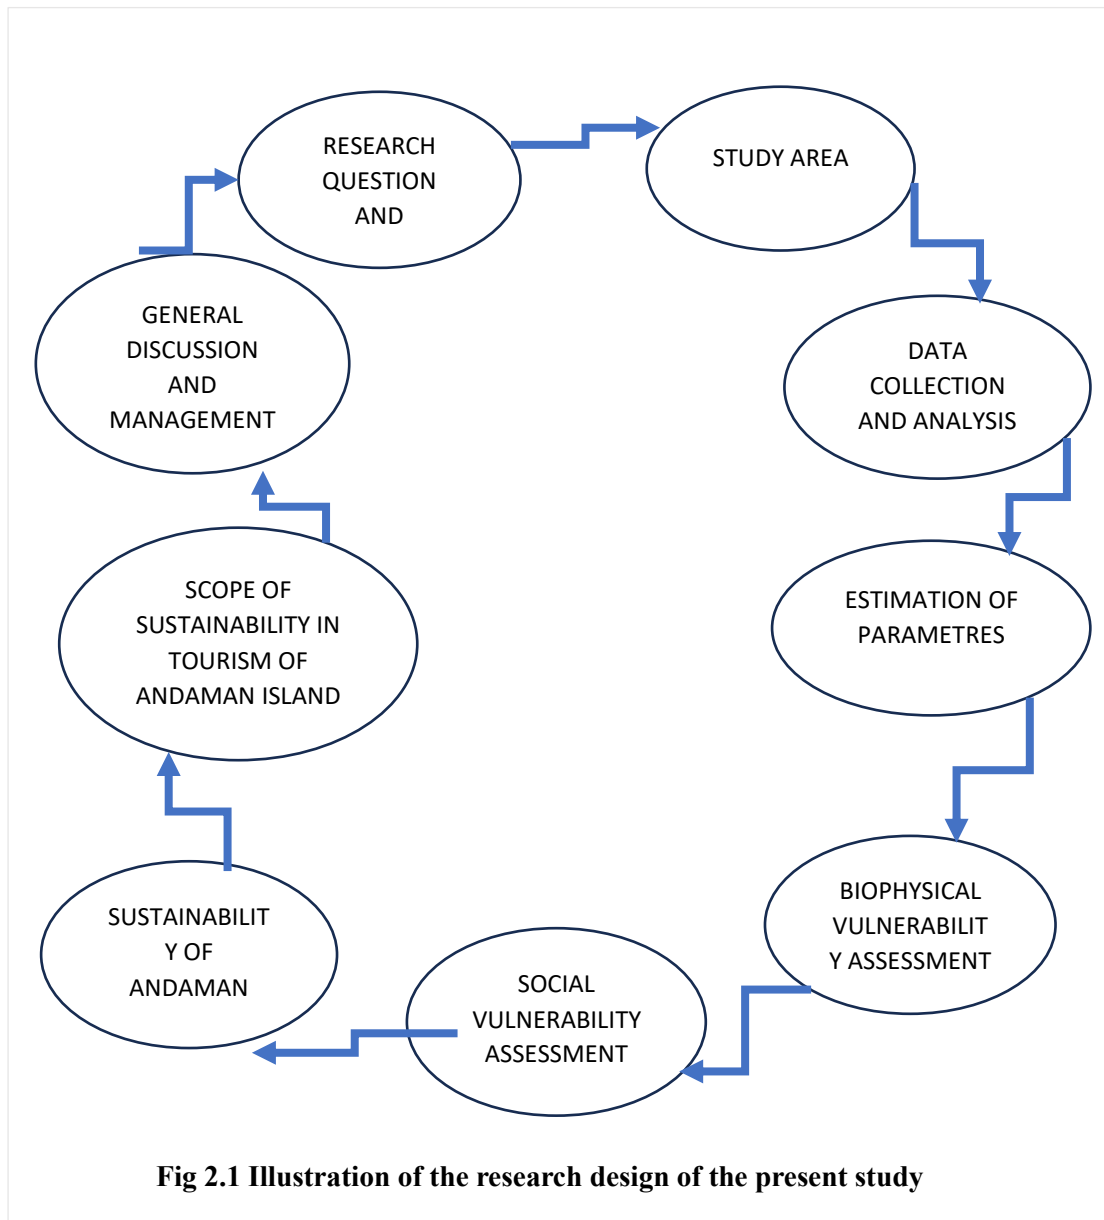 RESEARCH
QUESTION
AND
STUDY AREA
DATA
COLLECTION
AND ANALYSIS
ESTIMATION OF
PARAMETRES
BIOPHYSICAL
VULNERABILIT
Y ASSESSMENT
SOCIAL
VULNERABILITY
ASSESSMENT
SUSTAINABILIT
Y OF
ANDAMAN
SCOPE OF
SUSTAINABILITY IN
TOURISM OF
ANDAMAN ISLAND
GENERAL
DISCUSSION
AND
MANAGEMENT
Fig 2.1 Illustration of the research design of the present study